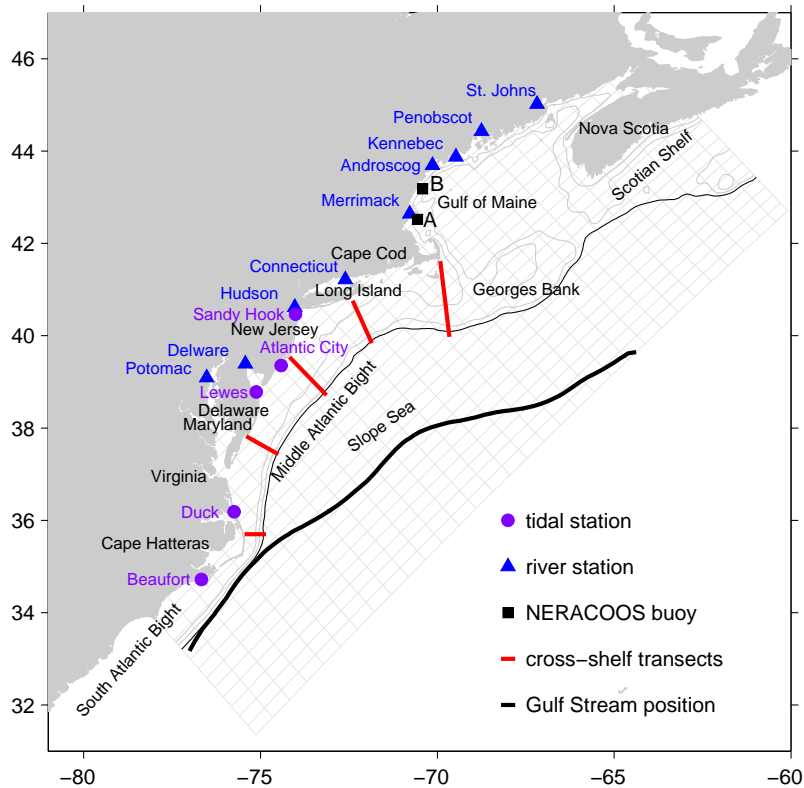 46
44
42
40
38
36
34
32
−80
−75
−70
−65
−60
St. Johns
Penobscot
Nova Scotia
Kennebec
Scotian Shelf
Androscog
B
Merrimack
Gulf of Maine
A
Cape Cod
Connecticut
Long Island
Georges Bank
Hudson
Sandy Hook
New Jersey
Atlantic City
Delware
Potomac
Lewes
Delaware
Maryland
Middle Atlantic Bight
Slope Sea
Virginia
Duck
Cape Hatteras
Beaufort
South Atlantic Bight
tidal station
river station
NERACOOS buoy
cross−shelf transects
Gulf Stream position